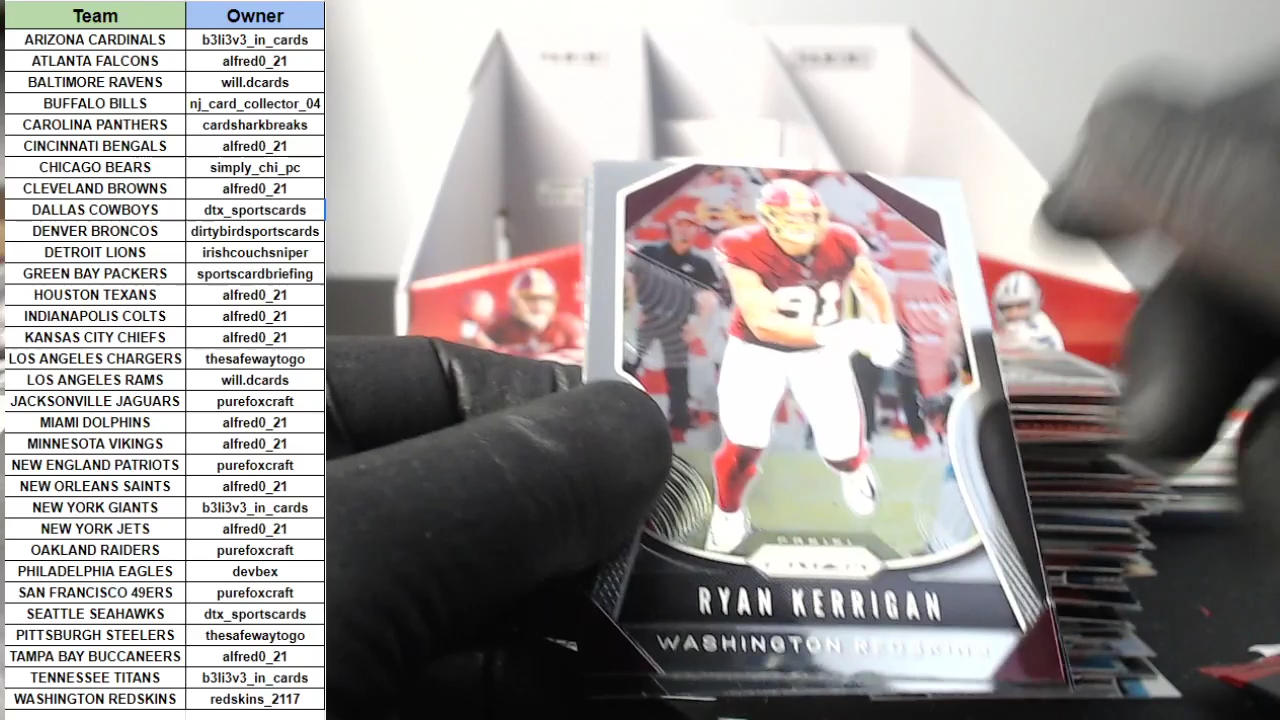 Team Owner
ARIZONA CARDINALS b3li3v3_in_cards
ATLANTA FALCONS alfred0_21
BALTIMORE RAVENS will.dcards
BUFFALO BILLS nj_card_collector_04
CAROLINA PANTHERS cardsharkbreaks
CINCINNATI BENGALS alfred0_21
CHICAGO BEARS simply_chi_pc
CLEVELAND BROWNS alfred0_21
DALLAS COWBOYS dtx_sportscards
DENVER BRONCOS dirtybirdsportscards
DETROIT LIONS irishcouchsniper
GREEN BAY PACKERS sportscardbriefing
HOUSTON TEXANS alfred0_21
INDIANAPOLIS COLTS alfred0_21
KANSAS CITY CHIEFS alfred0_21
LOS ANGELES CHARGERS thesafewaytogo
LOS ANGELES RAMS will.dcards
JACKSONVILLE JAGUARS purefoxcraft
MIAMI DOLPHINS alfred0_21
MINNESOTA VIKINGS alfred0_21
NEW ENGLAND PATRIOTS purefoxcraft
NEW ORLEANS SAINTS alfred0_21
NEW YORK GIANTS b3li3v3_in_cards
NEW YORK JETS alfred0_21
OAKLAND RAIDERS purefoxcraft
PHILADELPHIA EAGLES devbex
SAN FRANCISCO 49ERS purefoxcraft
SEATTLE SEAHAWKS dtx_sportscards
PITTSBURGH STEELERS thesafewaytogo
TAMPA BAY BUCCANEERS alfred0_21
TENNESSEE TITANS b3li3v3_in_cards
WASHINGTON REDSKINS redskins_2117
91
PANINI
PRIZM
RYAN KERRIGAN
WASHINGTON REDSKINS